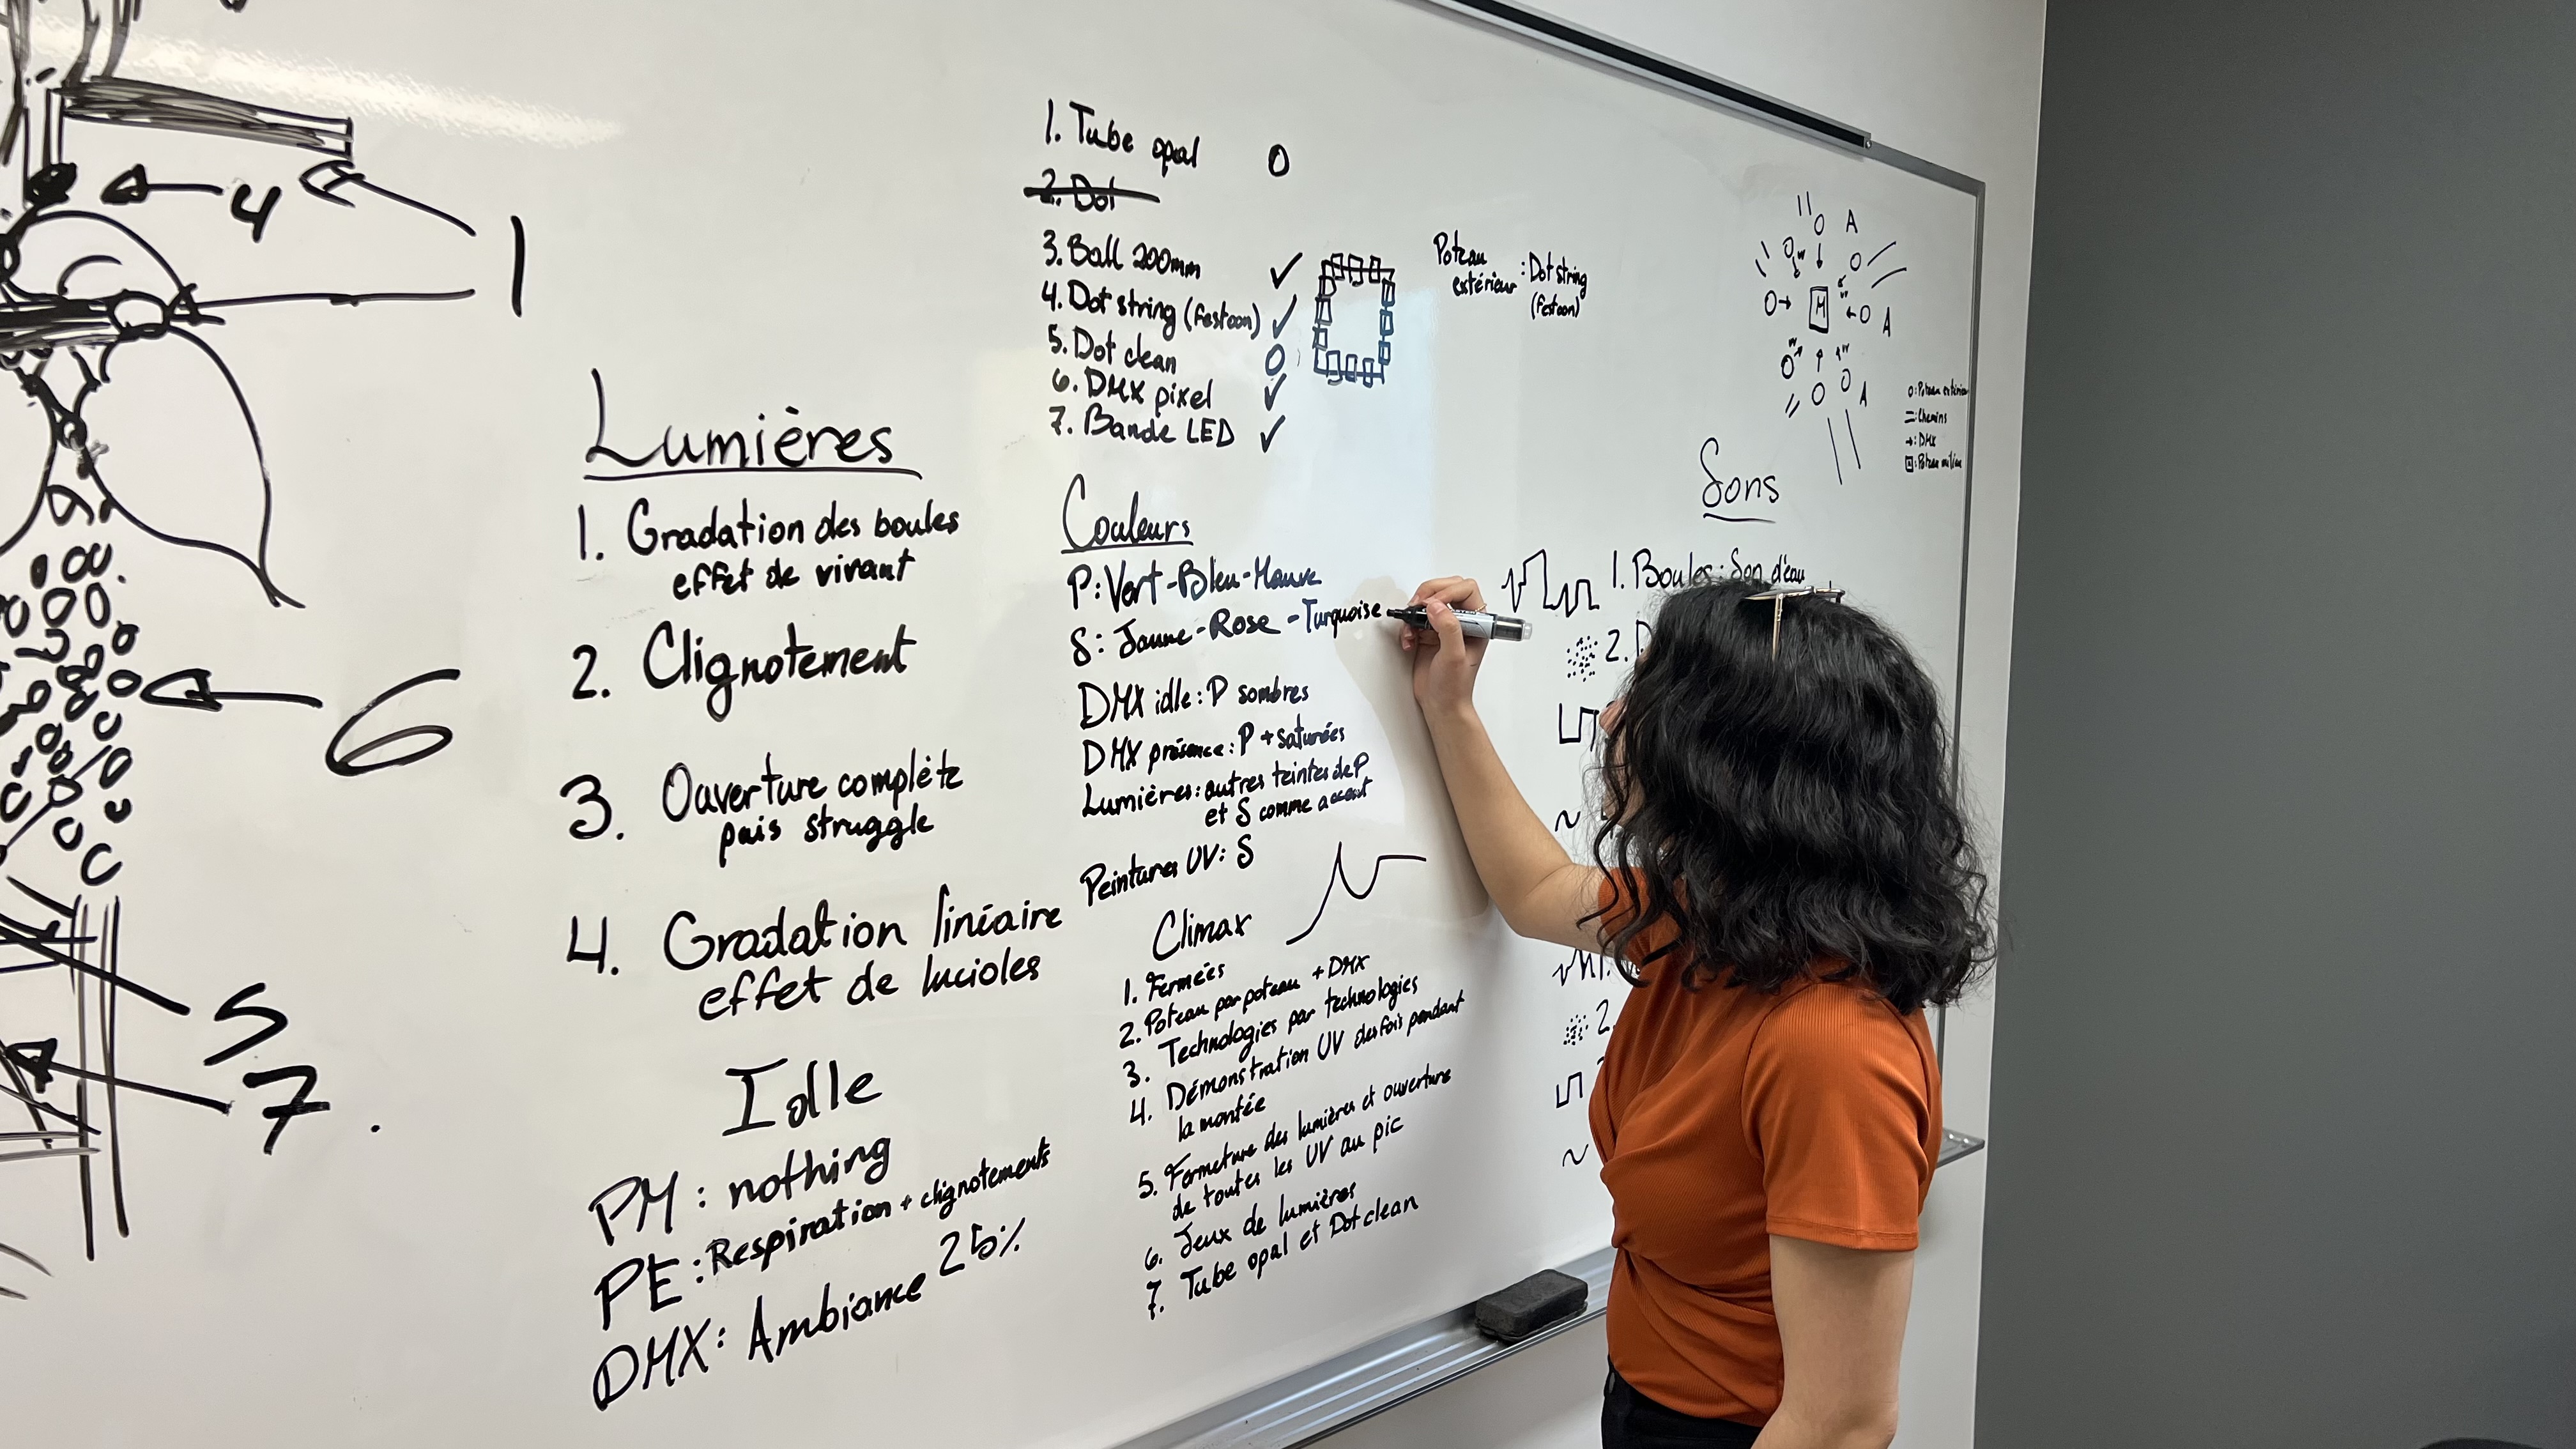 4
1
6
5
7
Lumières
1. Gradation des boules
effet de vivant
2. Clignotement
3. Ouverture complète
puis struggle
4. Gradation linéaire
effet de lucioles
Idle
PM : nothing
PE : Respiration + clignotements
DMX : Ambiance 25%
1. Tube opal O
2. Dot
3. Ball 200mm ✓
4. Dot string (festoon) ✓
5. Dot clean O
6. DMX pixel ✓
7. Bande LED ✓
Couleurs
P: Vert - Bleu - Mauve
S: Jaune - Rose - Turquoise
DMX idle : P sombres
DMX présence : P + saturées
Lumières : autres teintes de P
et S comme accent
Peintures UV : S
Climax
1. Fermées
2. Poteau par poteau + DMX
3. Technologies par technologies
4. Démonstration UV des fois pendant
la montée
5. Fermeture des lumières et ouverture
de toutes les UV au pic
6. Jeux de lumières
7. Tube opal et Dot clean
Poteau
extérieur : Dot string
(festoon)
A
M
A
A
O : Poteau extérieur
= : Chemins
→ : DMX
Sons
1. Boules : Son d'eau
2.
2.